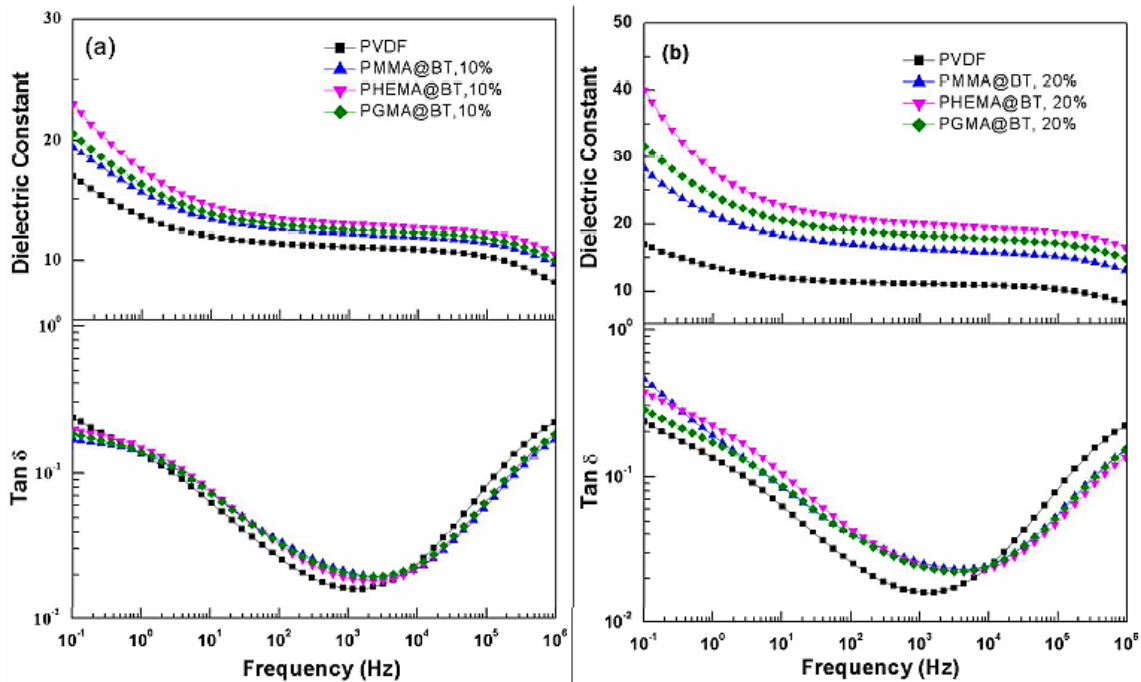 (a)
PVDF
PMMA@BT,10%
PHEMA@BT,10%
PGMA@BT,10%
30
20
10
Dielectric Constant
10⁰
10⁻¹
10⁻²
Tan δ
10⁻¹ 10⁰ 10¹ 10² 10³ 10⁴ 10⁵ 10⁶
Frequency (Hz)
(b)
PVDF
PMMA@BT, 20%
PHEMA@BT, 20%
PGMA@BT, 20%
50
40
30
20
10
Dielectric Constant
10⁰
10⁻¹
10⁻²
Tan δ
10⁻¹ 10⁰ 10¹ 10² 10³ 10⁴ 10⁵ 10⁶
Frequency (Hz)